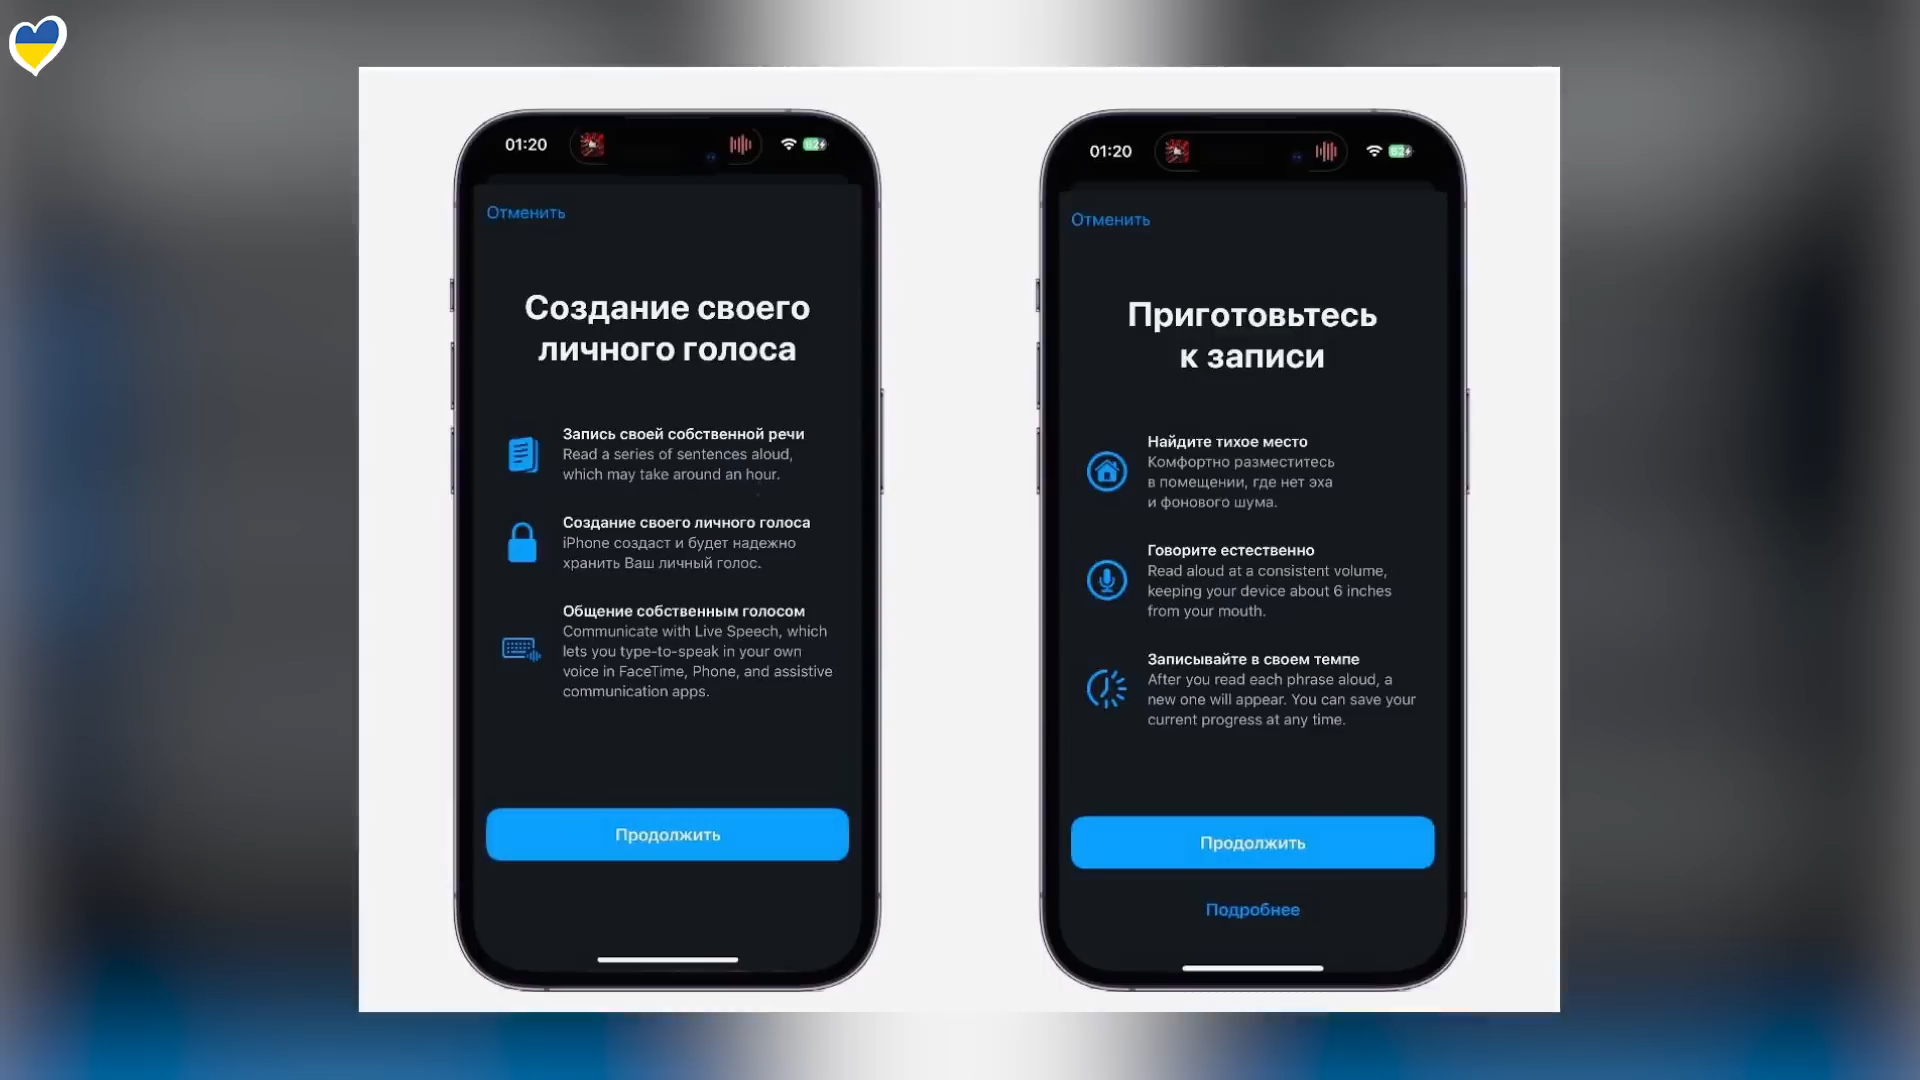 01:20
62
Отменить
Создание своего
личного голоса
Запись своей собственной речи
Read a series of sentences aloud,
which may take around an hour.
Создание своего личного голоса
iPhone создаст и будет надежно
хранить Ваш личный голос.
Общение собственным голосом
Communicate with Live Speech, which
lets you type-to-speak in your own
voice in FaceTime, Phone, and assistive
communication apps.
Продолжить
01:20
62
Отменить
Приготовьтесь
к записи
Найдите тихое место
Комфортно разместитесь
в помещении, где нет эха
и фонового шума.
Говорите естественно
Read aloud at a consistent volume,
keeping your device about 6 inches
from your mouth.
Записывайте в своем темпе
After you read each phrase aloud, a
new one will appear. You can save your
current progress at any time.
Продолжить
Подробнее